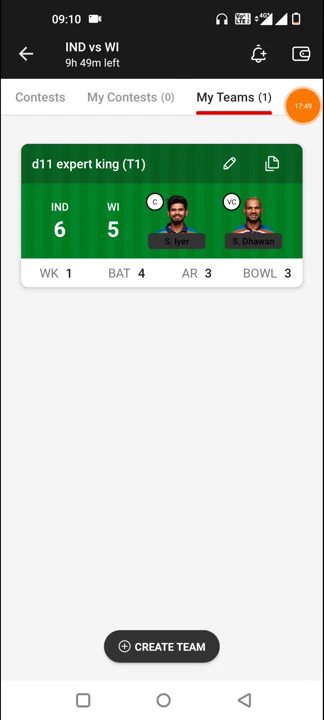 09:10
4G
IND vs WI
9h 49m left
Contests
My Contests (0)
My Teams (1)
17:49
d11 expert king (T1)
IND
WI
6
5
C
VC
S. Iyer
S. Dhawan
WK 1
BAT 4
AR 3
BOWL 3
CREATE TEAM